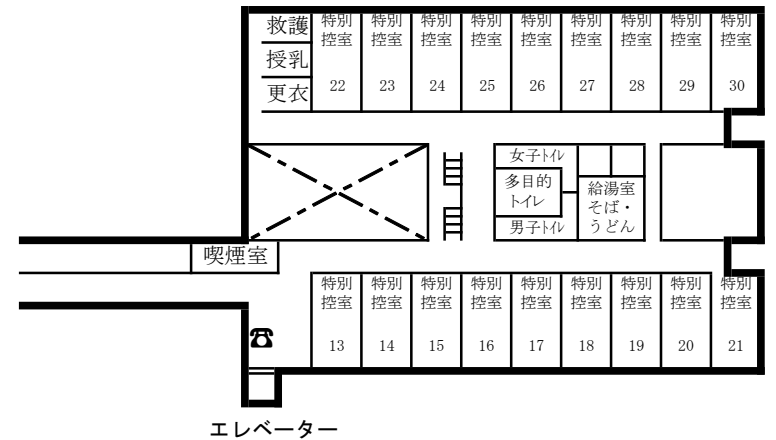 救護
授乳
更衣
特別 特別 特別 特別 特別 特別 特別 特別 特別
控室 控室 控室 控室 控室 控室 控室 控室 控室
22 23 24 25 26 27 28 29 30
女子トイレ
多目的
トイレ
男子トイレ
給湯室
そば・
うどん
喫煙室
特別 特別 特別 特別 特別 特別 特別 特別 特別
控室 控室 控室 控室 控室 控室 控室 控室 控室
13 14 15 16 17 18 19 20 21
エレベーター